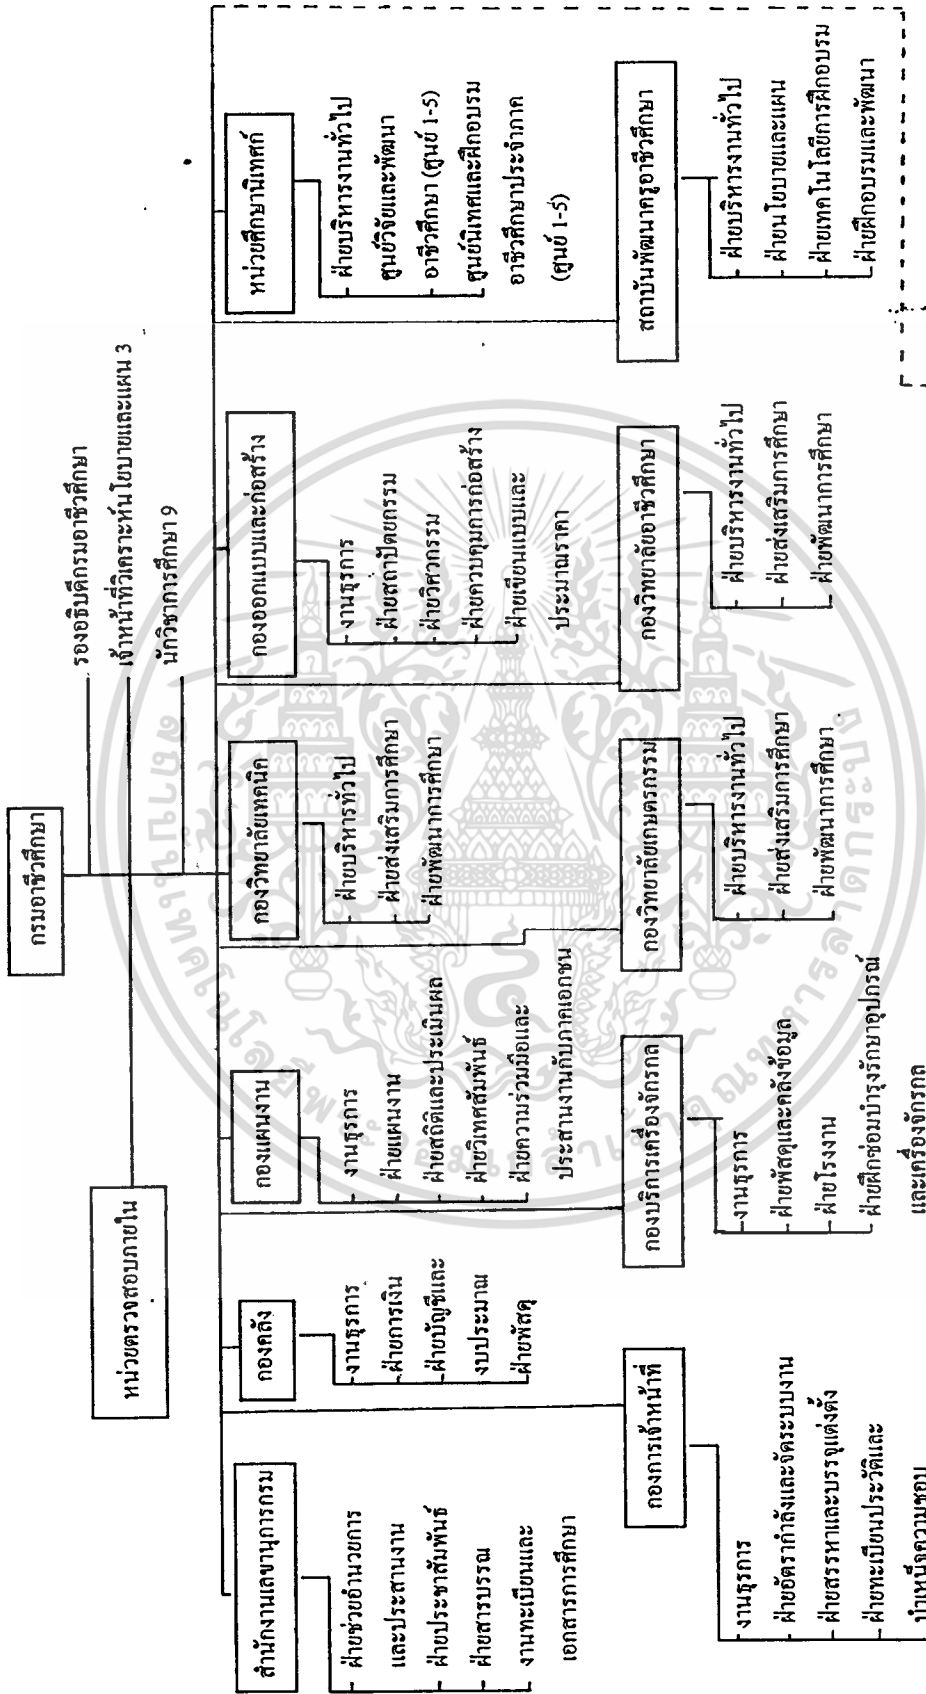 กรมอาชีวศึกษา
รองอธิบดีกรมอาชีวศึกษา
เจ้าหน้าที่วิเคราะห์นโยบายและแผน 3
นักวิชาการศึกษา 9
หน่วยตรวจสอบภายใน
สำนักงานเลขานุการกรม
ฝ่ายช่วยอำนวยการ
และประสานงาน
ฝ่ายประชาสัมพันธ์
ฝ่ายสารบรรณ
งานทะเบียนและ
เอกสารการศึกษา
กองคลัง
งานธุรการ
ฝ่ายการเงิน
ฝ่ายบัญชีและ
งบประมาณ
ฝ่ายพัสดุ
กองแผนงาน
งานธุรการ
ฝ่ายแผนงาน
ฝ่ายสถิติและประเมินผล
ฝ่ายวิเทศสัมพันธ์
ฝ่ายความร่วมมือและ
ประสานงานกับภาคเอกชน
กองวิทยาลัยเทคนิค
ฝ่ายบริหารทั่วไป
ฝ่ายส่งเสริมการศึกษา
ฝ่ายพัฒนาการศึกษา
กองออกแบบและก่อสร้าง
งานธุรการ
ฝ่ายสถาปัตยกรรม
ฝ่ายวิศวกรรม
ฝ่ายควบคุมการก่อสร้าง
ฝ่ายเขียนแบบและ
ประมาณราคา
หน่วยศึกษานิเทศก์
ฝ่ายบริหารงานทั่วไป
ศูนย์วิจัยและพัฒนา
อาชีวศึกษา (ศูนย์ 1-5)
ศูนย์นิเทศและฝึกอบรม
อาชีวศึกษาประจำภาค
(ศูนย์ 1-5)
กองการเจ้าหน้าที่
งานธุรการ
ฝ่ายอัตรากำลังและจัดระบบงาน
ฝ่ายสรรหาและบรรจุแต่งตั้ง
ฝ่ายทะเบียนประวัติและ
บำเหน็จความชอบ
กองบริการเครื่องจักรกล
งานธุรการ
ฝ่ายพัสดุและคลังข้อมูล
ฝ่ายโรงงาน
ฝ่ายฝึกซ่อมบำรุงรักษาอุปกรณ์
และเครื่องจักรกล
กองวิทยาลัยเกษตรกรรม
ฝ่ายบริหารงานทั่วไป
ฝ่ายส่งเสริมการศึกษา
ฝ่ายพัฒนาการศึกษา
กองวิทยาลัยอาชีวศึกษา
ฝ่ายบริหารงานทั่วไป
ฝ่ายส่งเสริมการศึกษา
ฝ่ายพัฒนาการศึกษา
สถาบันพัฒนาครูอาชีวศึกษา
ฝ่ายบริหารงานทั่วไป
ฝ่ายนโยบายและแผน
ฝ่ายเทคโนโลยีการฝึกอบรม
ฝ่ายฝึกอบรมและพัฒนา
สถาบันเทคโนโลยีพระจอมเกล้าเจ้าคุณทหารลาดกระบัง